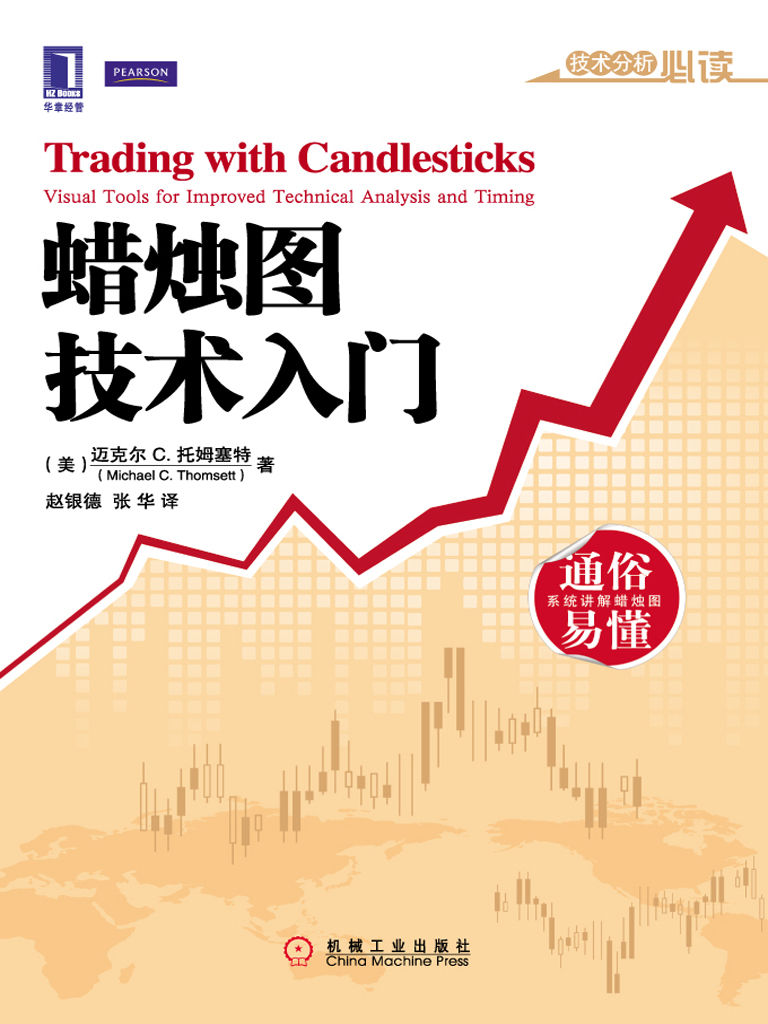 HZ Books
华章经管
PEARSON
技术分析必读
Trading with Candlesticks
Visual Tools for Improved Technical Analysis and Timing
蜡烛图
技术入门
（美）迈克尔 C. 托姆塞特 著
（Michael C. Thomsett）
赵银德 张 华 译
通俗
系统讲解蜡烛图
易懂
机械工业出版社
China Machine Press